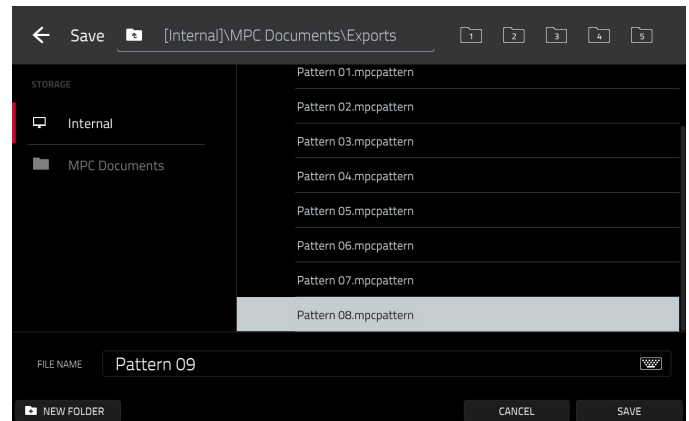 Save [Internal]\MPC Documents\Exports 1 2 3 4 5
STORAGE
Internal
MPC Documents
Pattern 01.mpcpattern
Pattern 02.mpcpattern
Pattern 03.mpcpattern
Pattern 04.mpcpattern
Pattern 05.mpcpattern
Pattern 06.mpcpattern
Pattern 07.mpcpattern
Pattern 08.mpcpattern
FILE NAME Pattern 09
NEW FOLDER CANCEL SAVE